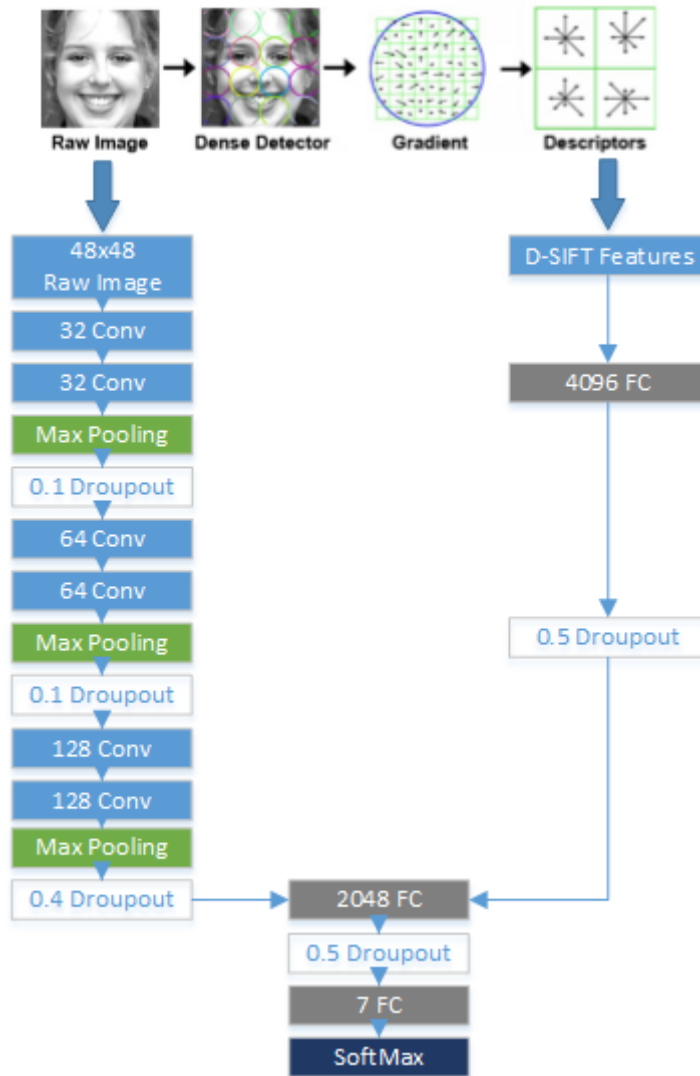 Raw Image
Dense Detector
Gradient
Descriptors
48x48
Raw Image
32 Conv
32 Conv
Max Pooling
0.1 Droupout
64 Conv
64 Conv
Max Pooling
0.1 Droupout
128 Conv
128 Conv
Max Pooling
0.4 Droupout
D-SIFT Features
4096 FC
0.5 Droupout
2048 FC
0.5 Droupout
7 FC
SoftMax